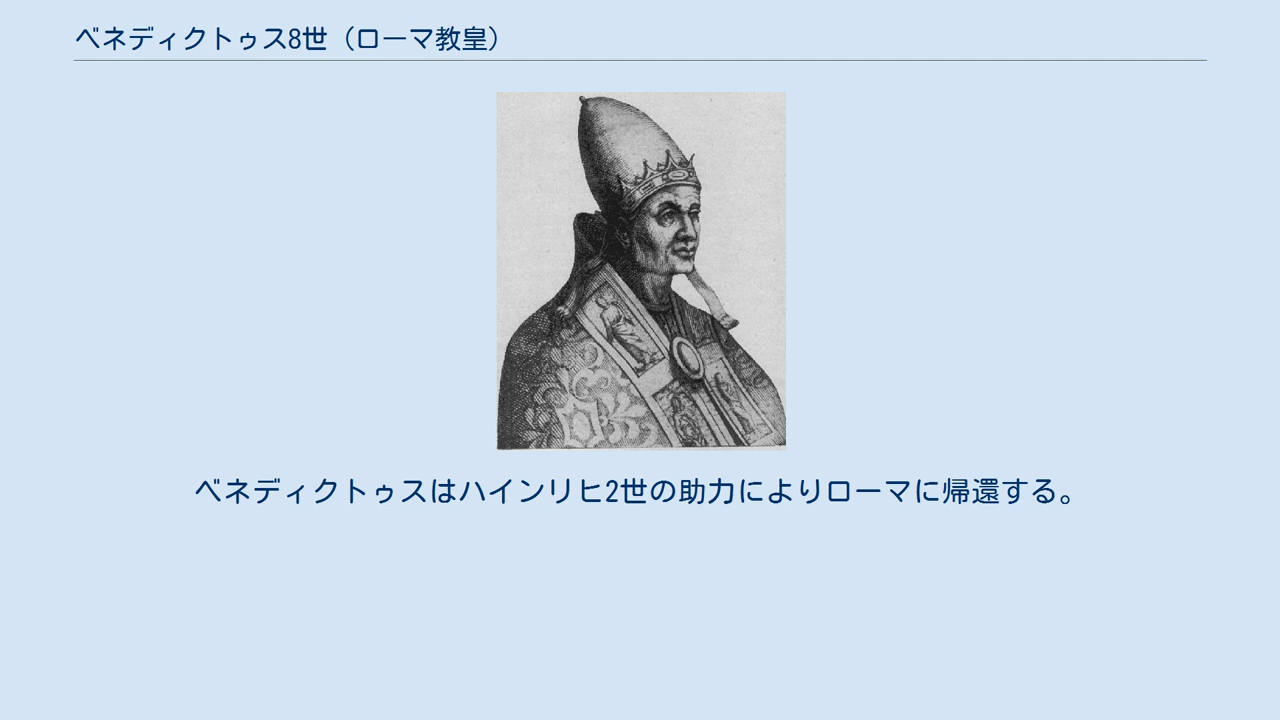 ベネディクトゥス8世（ローマ教皇）
ベネディクトゥスはハインリヒ2世の助力によりローマに帰還する。